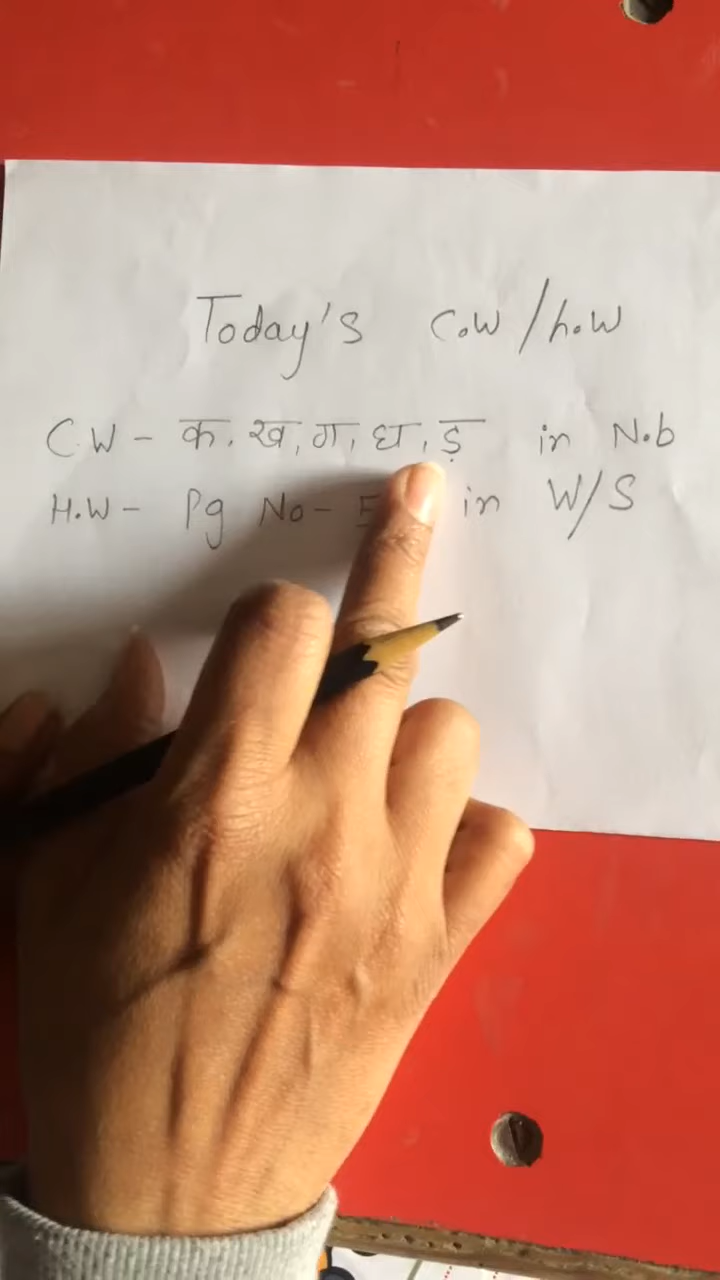 Today's C.W/h.W
C.W - क, ख, ग, घ, ङ in N.b
H.W - Pg No - in W/S